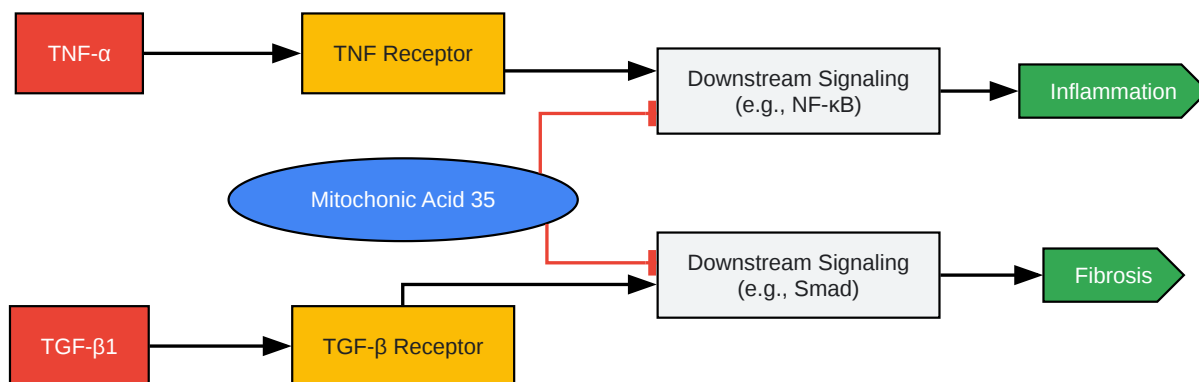 TNF-α
TNF Receptor
Downstream Signaling
(e.g., NF-κB)
Inflammation
Mitochonic Acid 35
Downstream Signaling
(e.g., Smad)
Fibrosis
TGF-β1
TGF-β Receptor